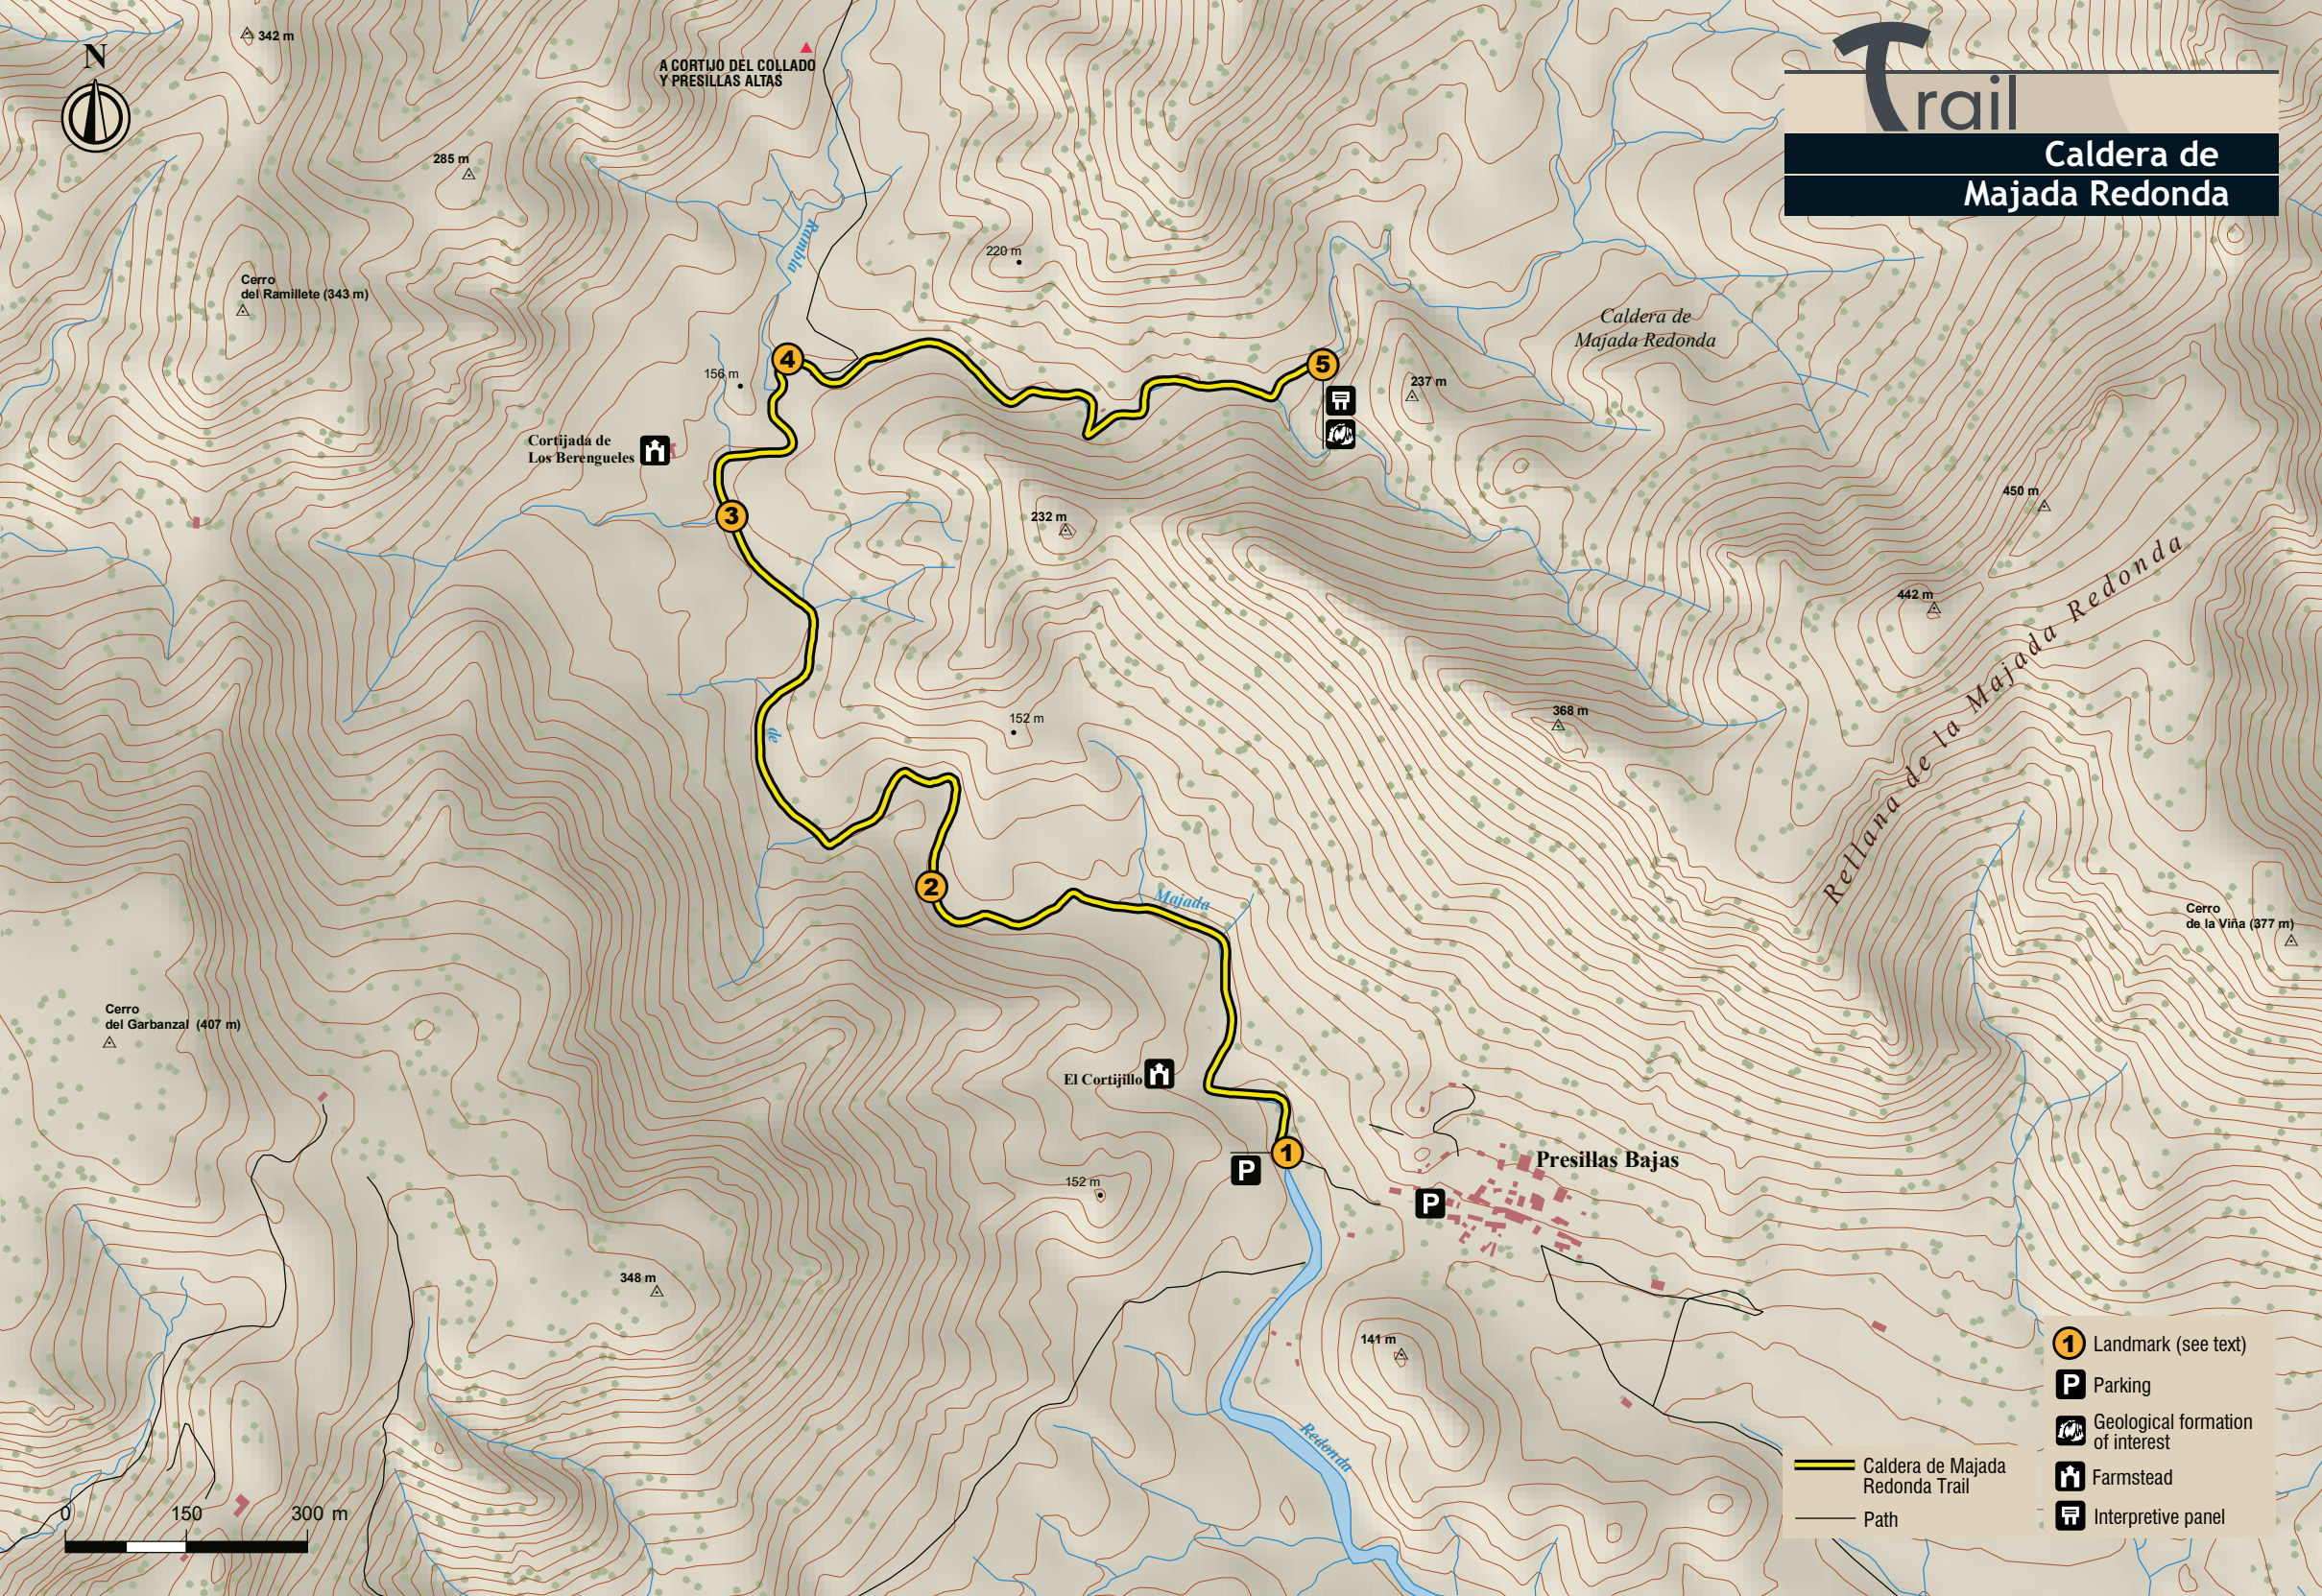 N
342 m
A CORTIJO DEL COLLADO
Y PRESILLAS ALTAS
Trail
Caldera de
Majada Redonda
285 m
Rambla
220 m
Cerro
del Ramillete (343 m)
Caldera de
Majada Redonda
4
5
156 m
237 m
Cortijada de
Los Berengueles
3
232 m
450 m
442 m
Rellana de la Majada Redonda
368 m
152 m
de
2
Majada
Cerro
de la Viña (377 m)
Cerro
del Garbanzal (407 m)
El Cortijillo
1
P
Presillas Bajas
152 m
P
348 m
141 m
Redonda
0 150 300 m
1 Landmark (see text)
P Parking
Geological formation
of interest
Farmstead
Interpretive panel
Caldera de Majada
Redonda Trail
Path